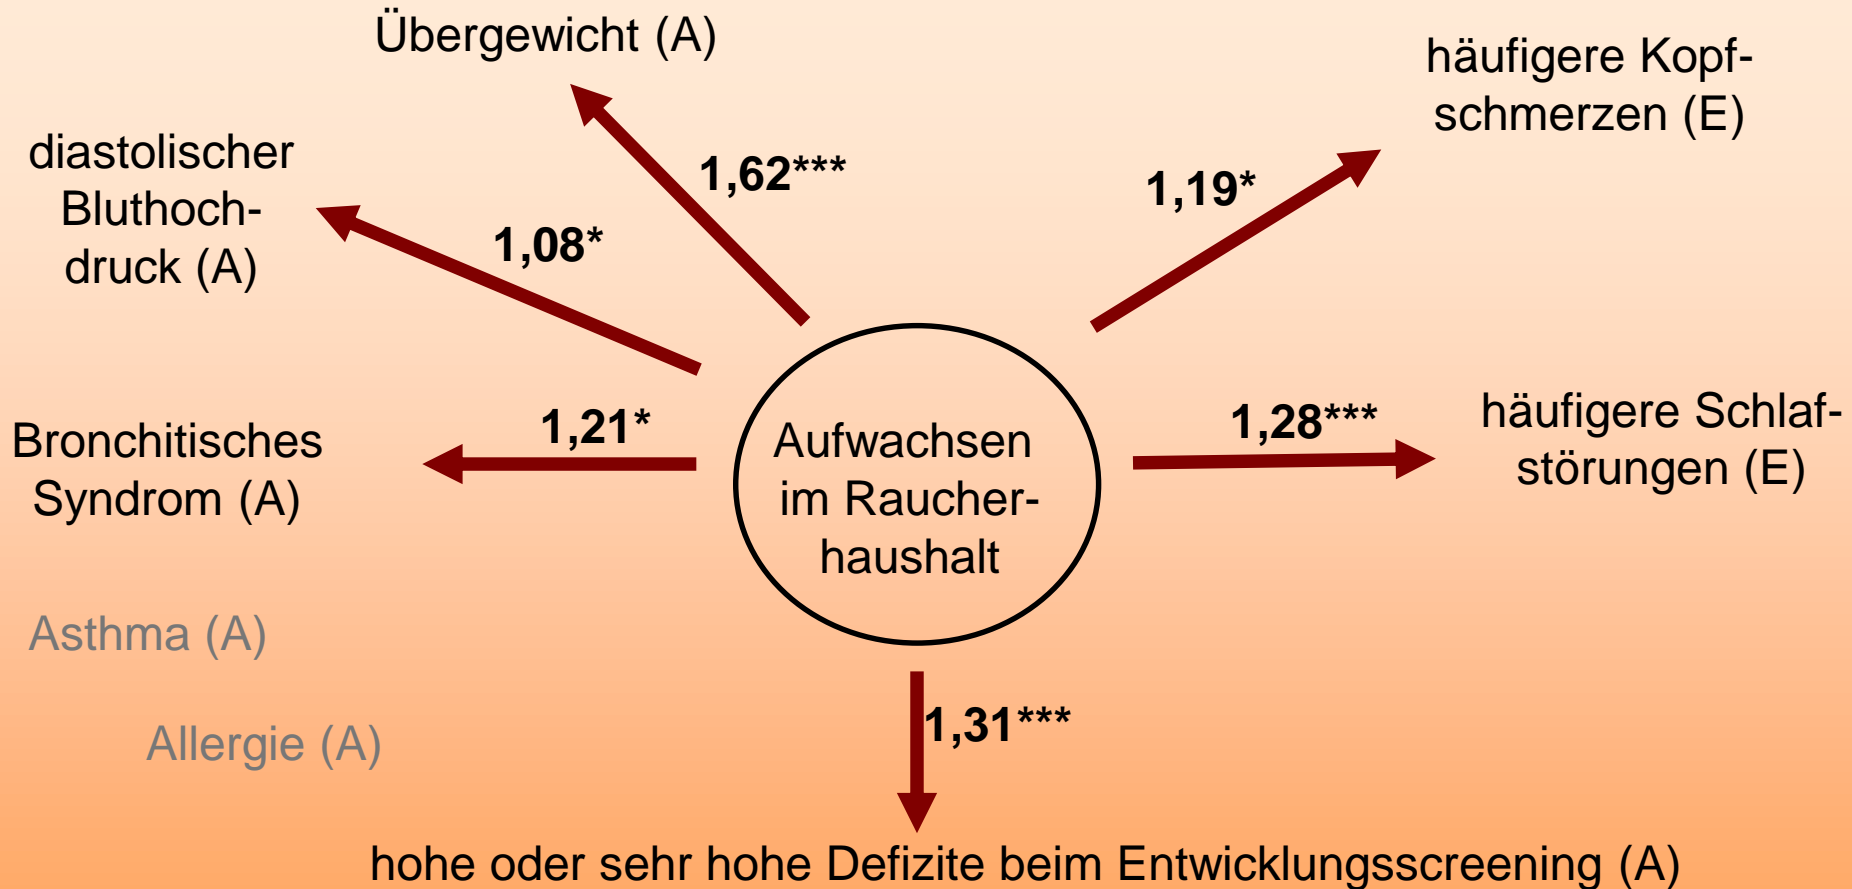 Übergewicht (A)
häufigere Kopf-
schmerzen (E)
diastolischer
Bluthoch-
druck (A)
1,62***
1,19*
1,08*
Bronchitisches
Syndrom (A)
1,21*
Aufwachsen
im Raucher-
haushalt
1,28***
häufigere Schlaf-
störungen (E)
Asthma (A)
Allergie (A)
1,31***
hohe oder sehr hohe Defizite beim Entwicklungsscreening (A)